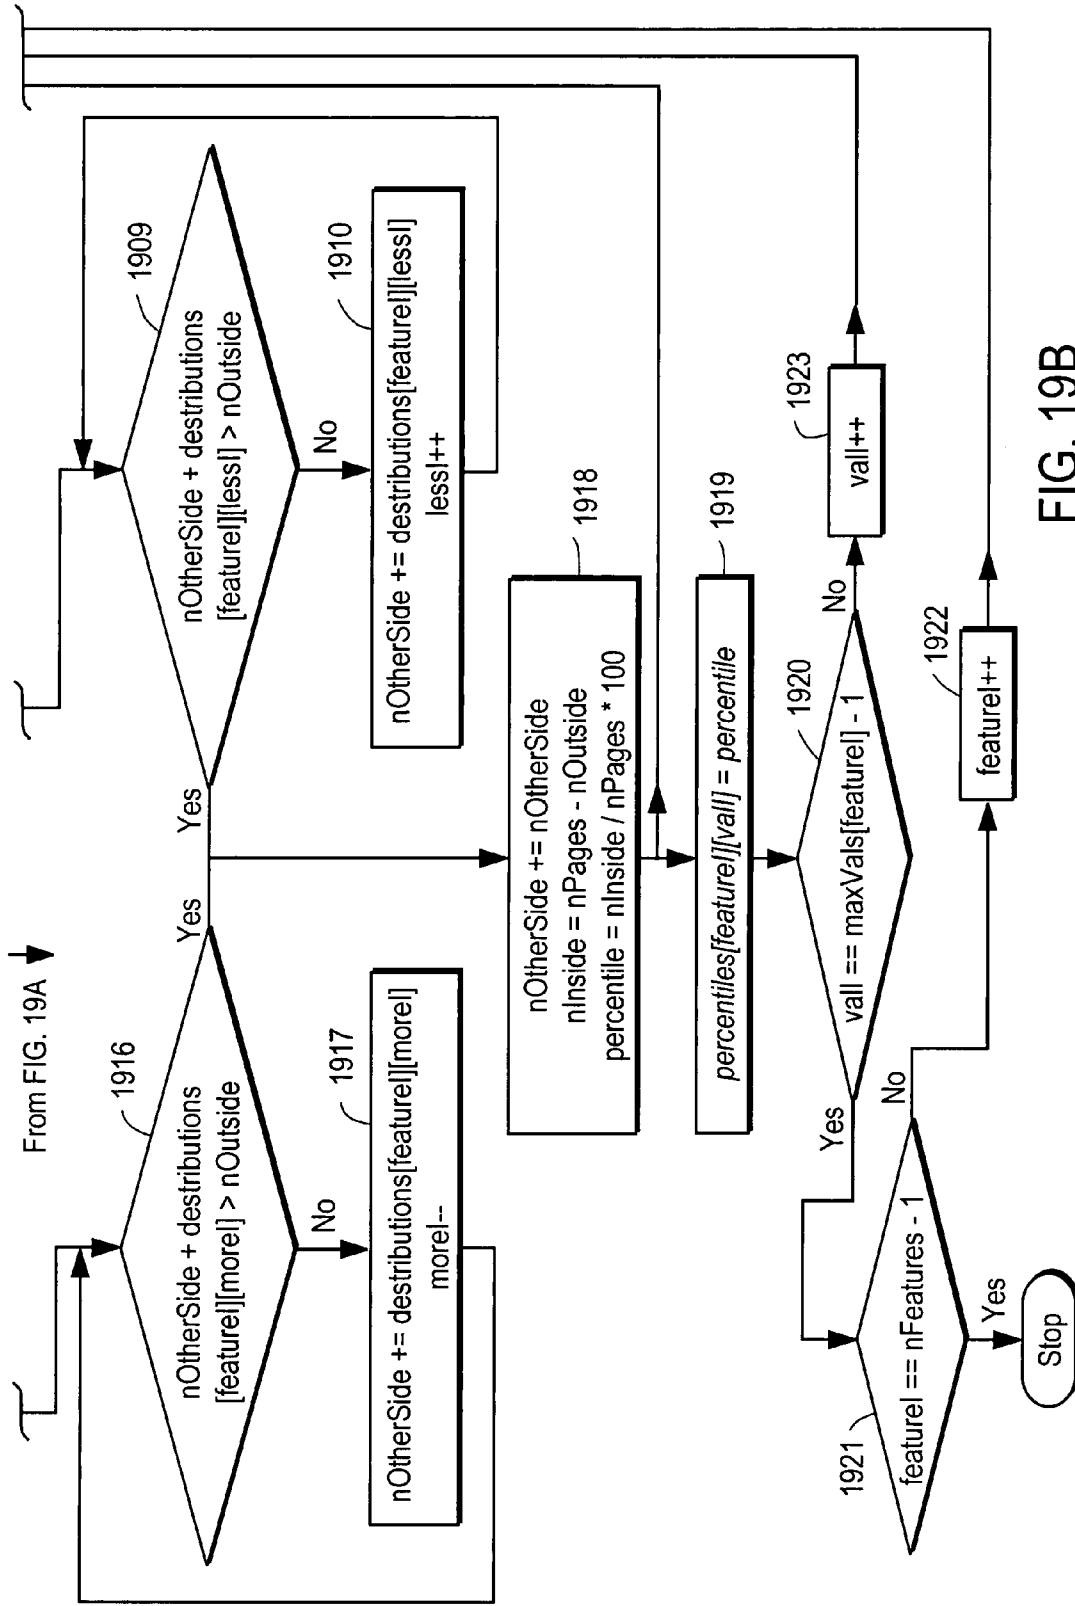 From FIG. 19A
1916
nOtherSide + destributions
[featureI][moreI] > nOutside
Yes
No
1917
nOtherSide += destributions[featureI][moreI]
moreI--
1909
nOtherSide + destributions
[featureI][lessI] > nOutside
Yes
No
1910
nOtherSide += destributions[featureI][lessI]
lessI++
1918
nOtherSide += nOtherSide
nInside = nPages - nOutside
percentile = nInside / nPages * 100
1919
percentiles[featureI][valI] = percentile
1920
valI == maxVals[featureI] - 1
Yes
No
1923
valI++
1921
featureI == nFeatures - 1
No
Yes
1922
featureI++
Stop
FIG. 19B